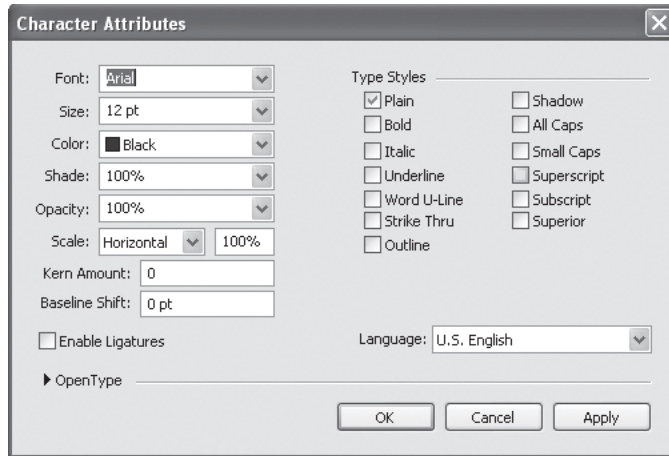 Character Attributes
Font: Arial
Size: 12 pt
Color: Black
Shade: 100%
Opacity: 100%
Scale: Horizontal 100%
Kern Amount: 0
Baseline Shift: 0 pt
Enable Ligatures
OpenType
Type Styles
Plain
Bold
Italic
Underline
Word U-Line
Strike Thru
Outline
Shadow
All Caps
Small Caps
Superscript
Subscript
Superior
Language: U.S. English
OK Cancel Apply